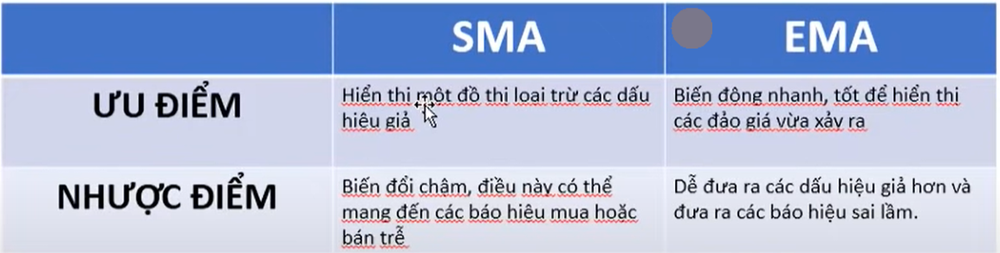 SMA
EMA
ƯU ĐIỂM
Hiển thị một đồ thị loại trừ các dấu
hiệu giả
Biến động nhanh, tốt để hiển thị
các đảo giá vừa xảy ra
NHƯỢC ĐIỂM
Biến đổi chậm, điều này có thể
mang đến các báo hiệu mua hoặc
bán trễ
Dễ đưa ra các dấu hiệu giả hơn và
đưa ra các báo hiệu sai lầm.